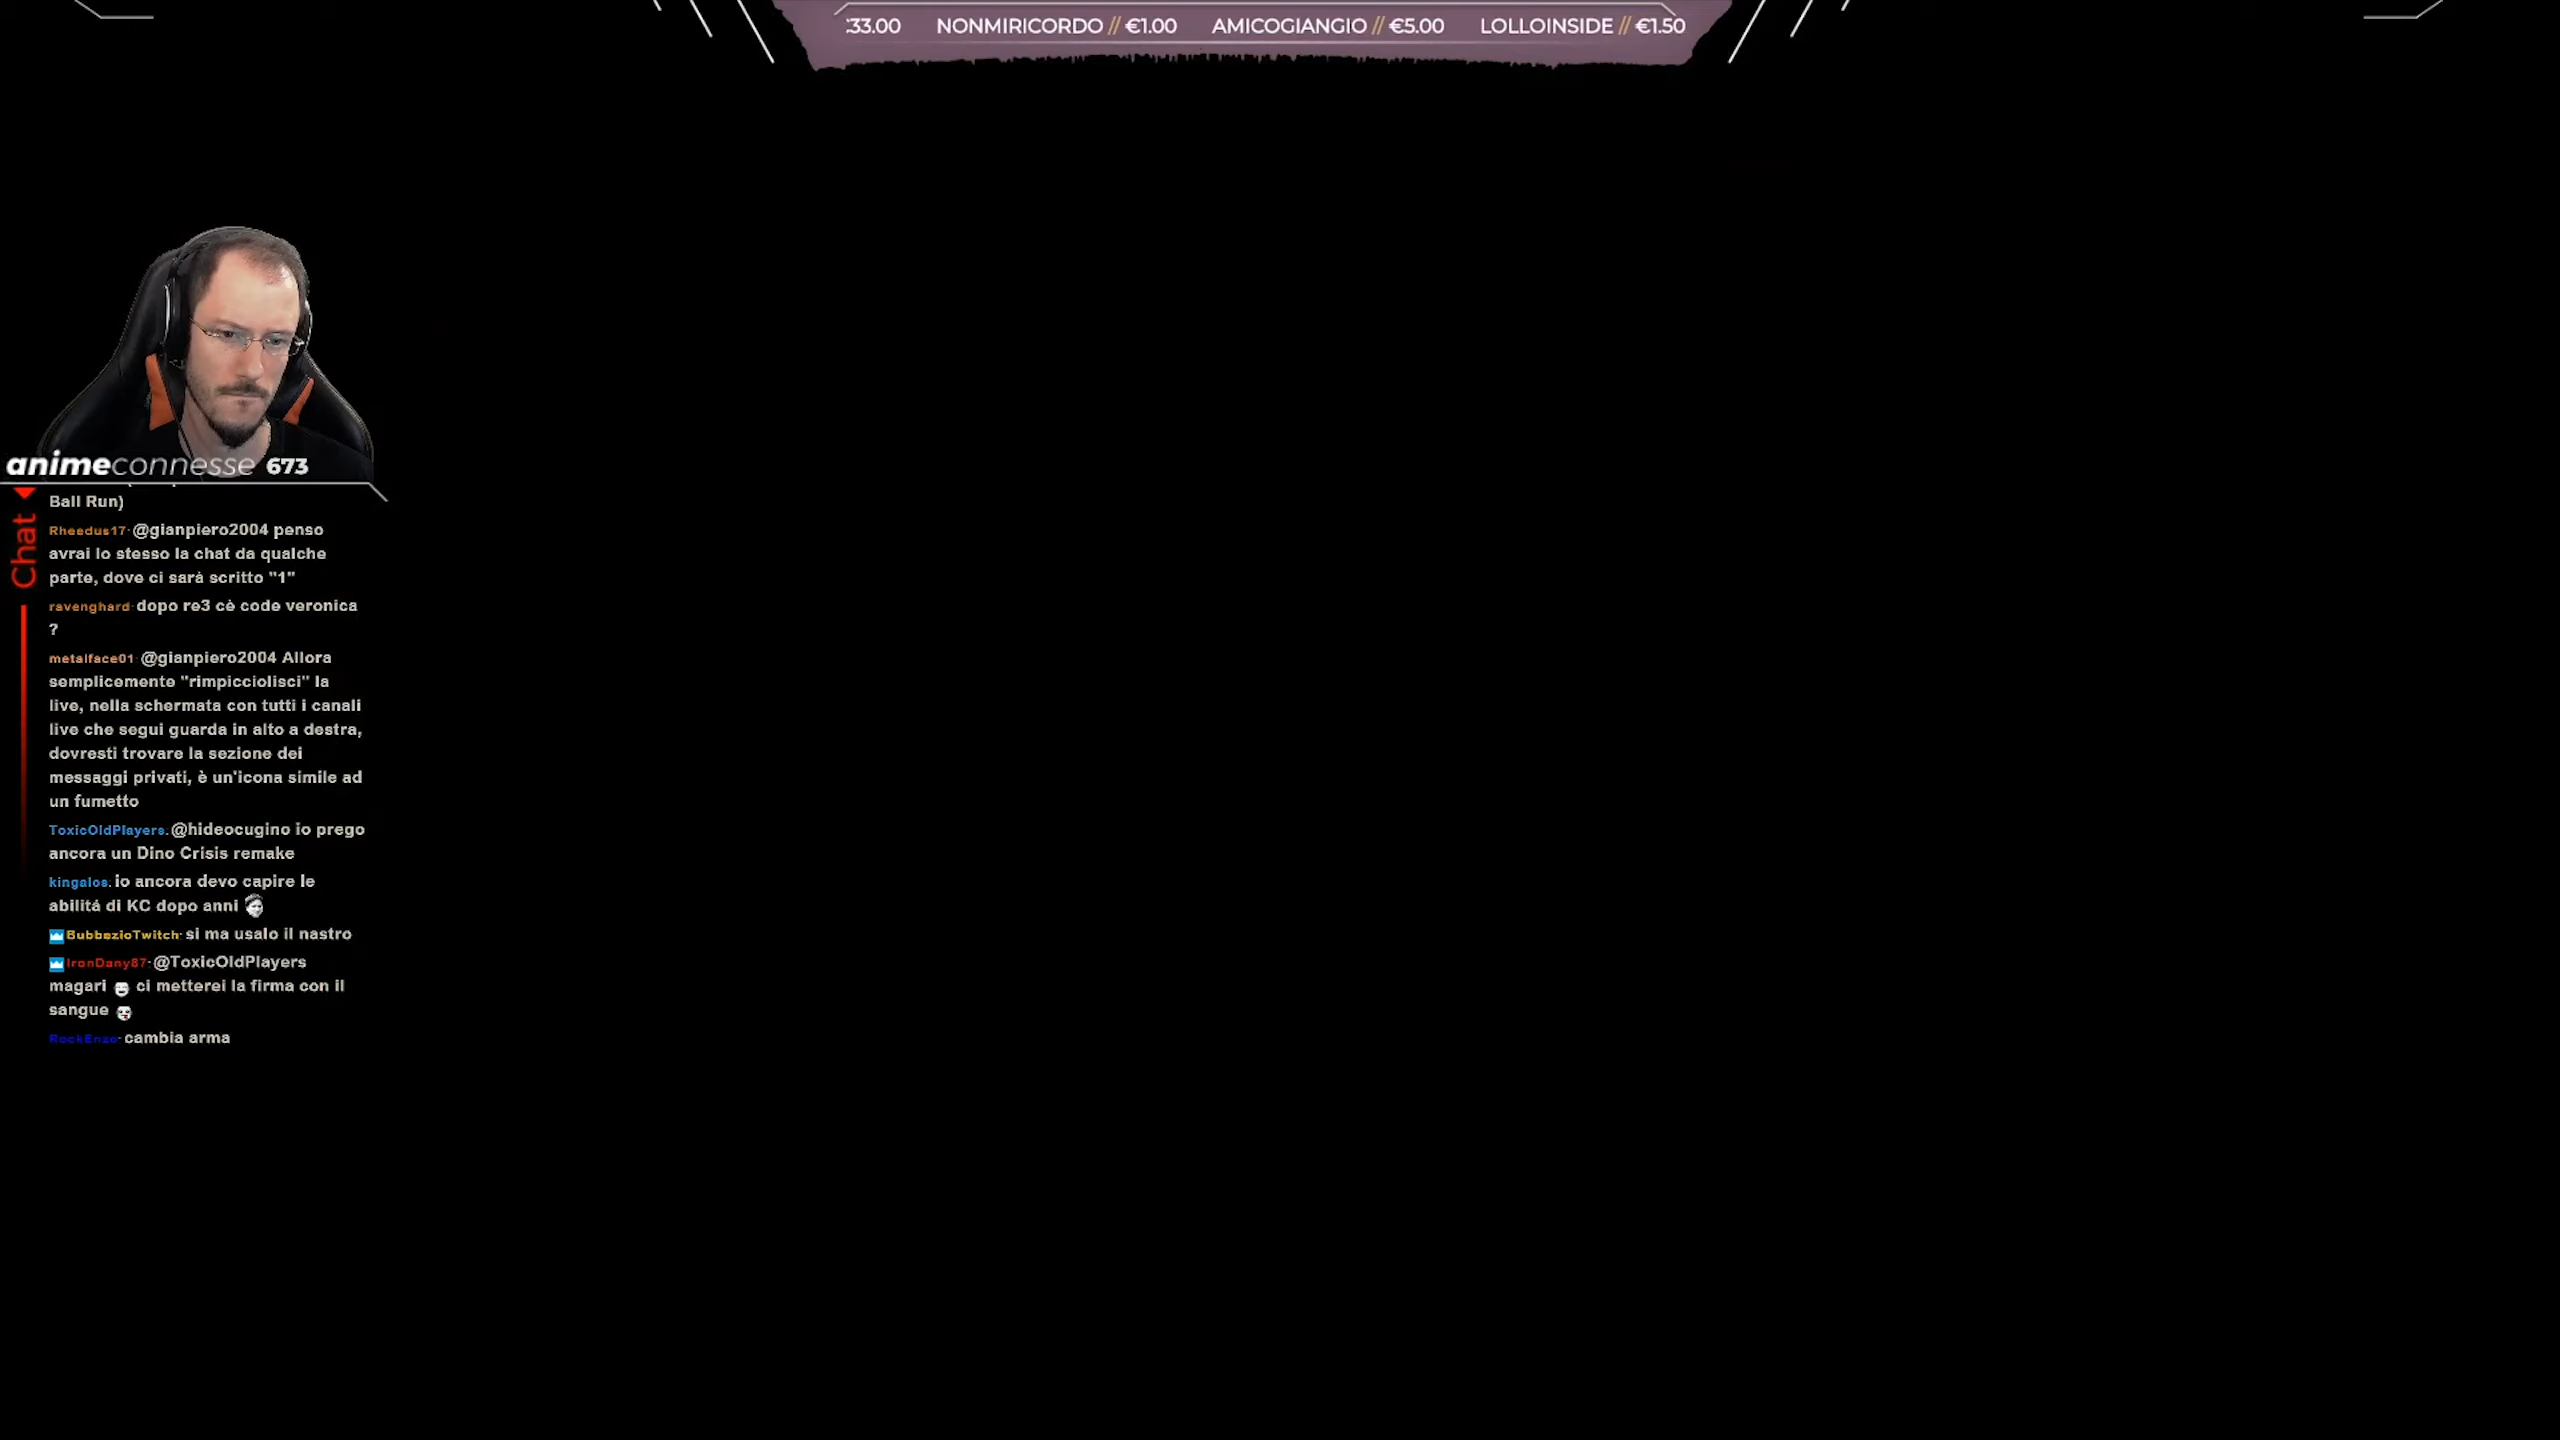 33.00 NONMIRICORDO // €1.00 AMICOGIANGIO // €5.00 LOLLOINSIDE // €1.50
animeconnesse 673
Chat
Ball Run)
Rheedus17: @gianpiero2004 penso
avrai lo stesso la chat da qualche
parte, dove ci sarà scritto "1"
ravenghard: dopo re3 cè code veronica
?
metalface01: @gianpiero2004 Allora
semplicemente "rimpicciolisci" la
live, nella schermata con tutti i canali
live che segui guarda in alto a destra,
dovresti trovare la sezione dei
messaggi privati, è un'icona simile ad
un fumetto
ToxicOldPlayers: @hideocugino io prego
ancora un Dino Crisis remake
kingalos: io ancora devo capire le
abilitá di KC dopo anni
BubbezioTwitch: si ma usalo il nastro
IronDany87: @ToxicOldPlayers
magari ci metterei la firma con il
sangue
RockEnzo: cambia arma